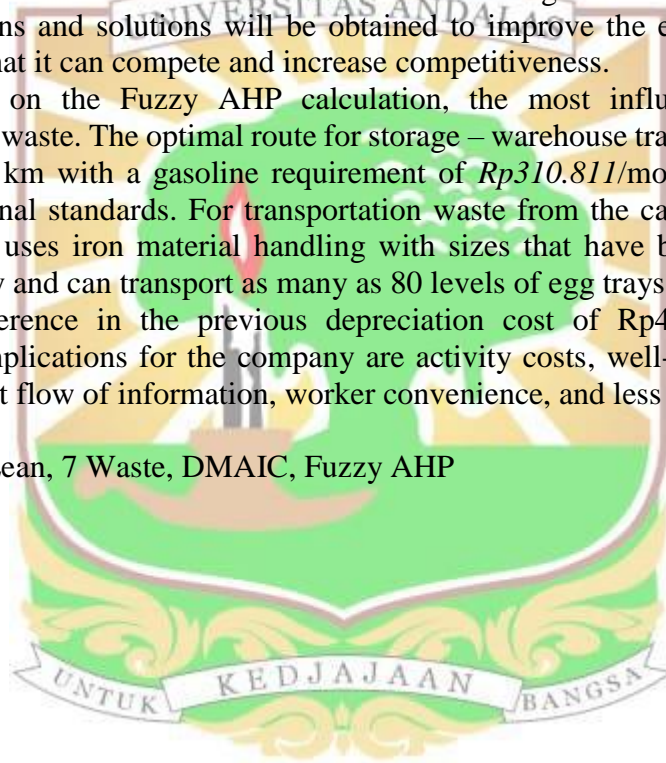 UNIVERSITAS ANDALAS
ns and solutions will be obtained to improve the e
hat it can compete and increase competitiveness.
on the Fuzzy AHP calculation, the most influ
waste. The optimal route for storage – warehouse tra
km with a gasoline requirement of Rp310.811/mo
nal standards. For transportation waste from the ca
uses iron material handling with sizes that have b
y and can transport as many as 80 levels of egg trays
erence in the previous depreciation cost of Rp4
mplications for the company are activity costs, well-
t flow of information, worker convenience, and less
ean, 7 Waste, DMAIC, Fuzzy AHP
UNTUK KEDJAJAAN BANGSA